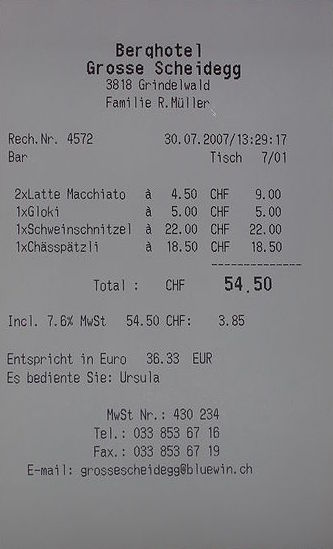 Berghotel
Grosse Scheidegg
3818 Grindelwald
Familie R.Müller
Rech.Nr. 4572 30.07.2007/13:29:17
Bar Tisch 7/01
2xLatte Macchiato à 4.50 CHF 9.00
1xGloki à 5.00 CHF 5.00
1xSchweinschnitzel à 22.00 CHF 22.00
1xChässpätzli à 18.50 CHF 18.50
Total : CHF 54.50
Incl. 7.6% MwSt 54.50 CHF: 3.85
Entspricht in Euro 36.33 EUR
Es bediente Sie: Ursula
MwSt Nr.: 430 234
Tel.: 033 853 67 16
Fax.: 033 853 67 19
E-mail: grossescheidegg@bluewin.ch